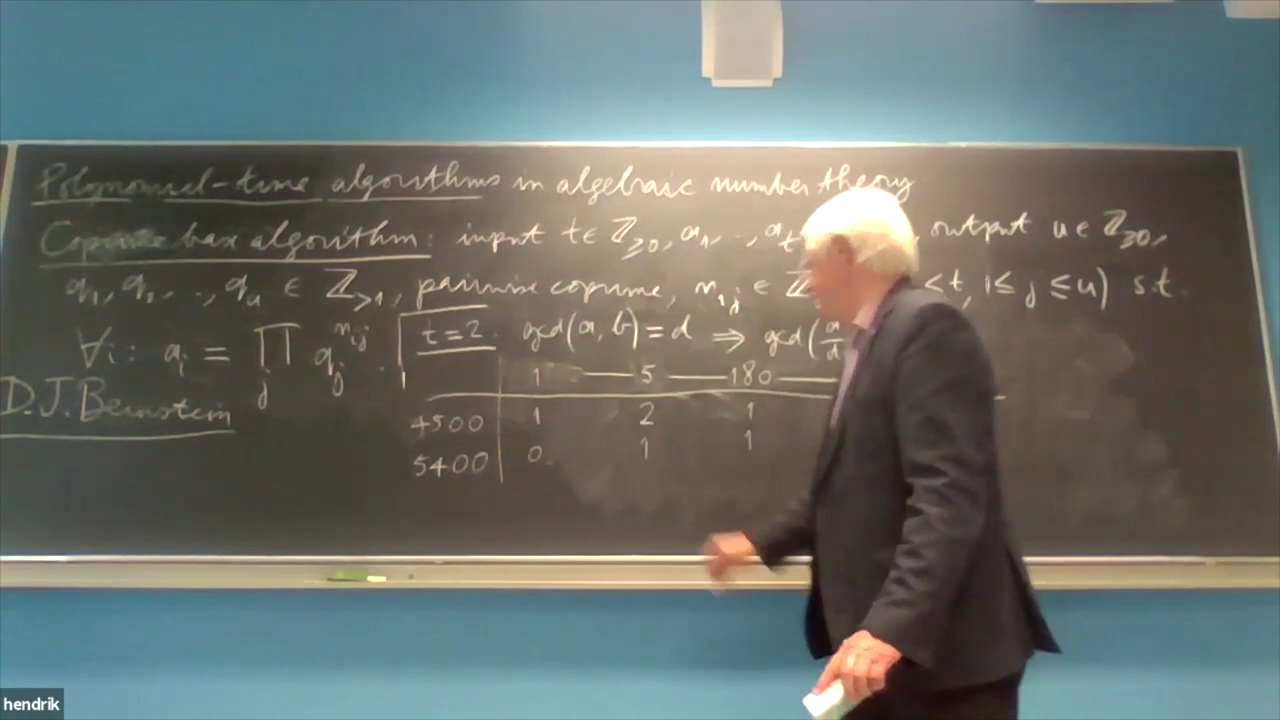 Polynomial-time algorithms in algebraic number theory
Coprime base algorithm: input t ∈ ℤ≥0, a₁, .., aₜ , output u ∈ ℤ≥0,
q₁, q₂, .., qᵤ ∈ ℤ>1, pairwise coprime, nᵢⱼ ∈ ℤ ≤t, 1≤j≤u) s.t.
∀i: aᵢ = ∏ⱼ qⱼ^nᵢⱼ. t=2 gcd(a,b)=d ⇒ gcd(a/d
D.J.Bernstein
1 — 5 — 180 —
4500 1 2 1
5400 0 1 1
hendrik